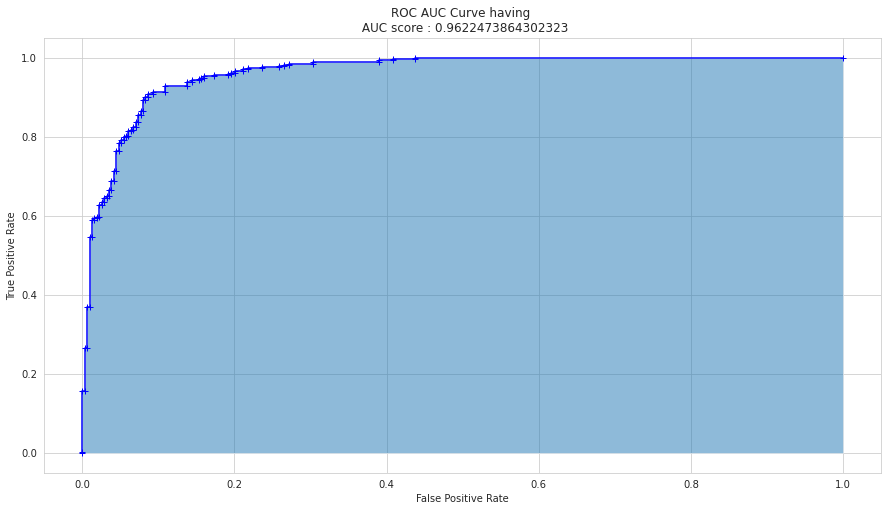 ROC AUC Curve having
AUC score : 0.9622473864302323
1.0
0.8
0.6
0.4
0.2
0.0
True Positive Rate
0.0 0.2 0.4 0.6 0.8 1.0
False Positive Rate